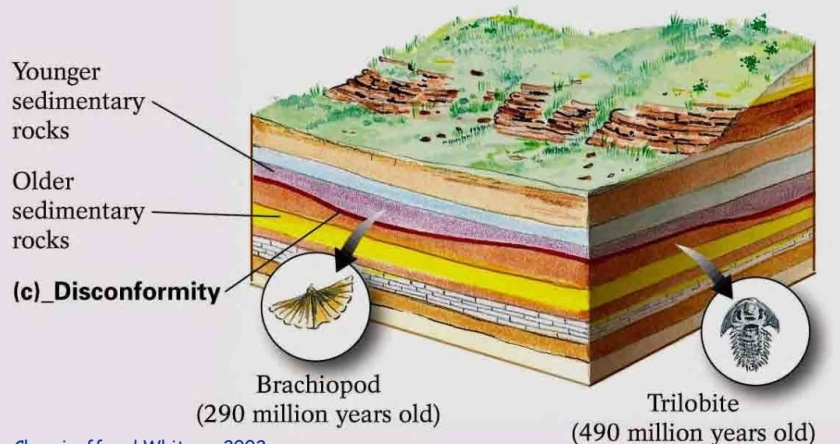 Younger
sedimentary
rocks
Older
sedimentary
rocks
(c)_Disconformity
Brachiopod
(290 million years old)
Trilobite
(490 million years old)